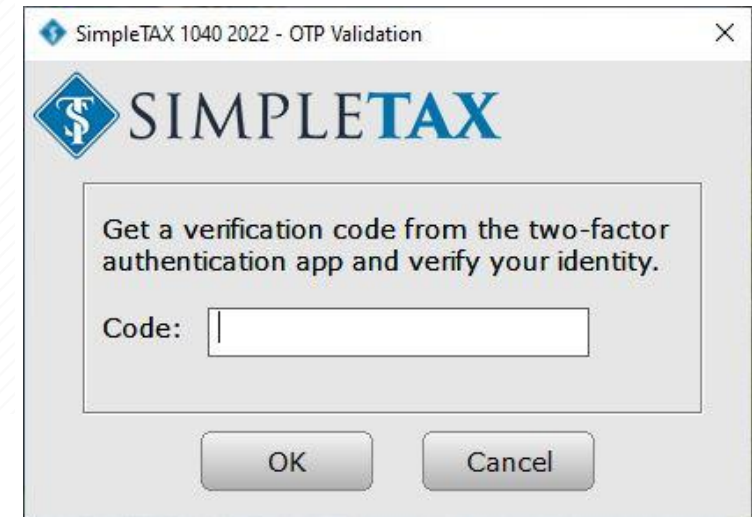 SimpleTAX 1040 2022 - OTP Validation
SIMPLETAX
Get a verification code from the two-factor
authentication app and verify your identity.
Code:
OK Cancel